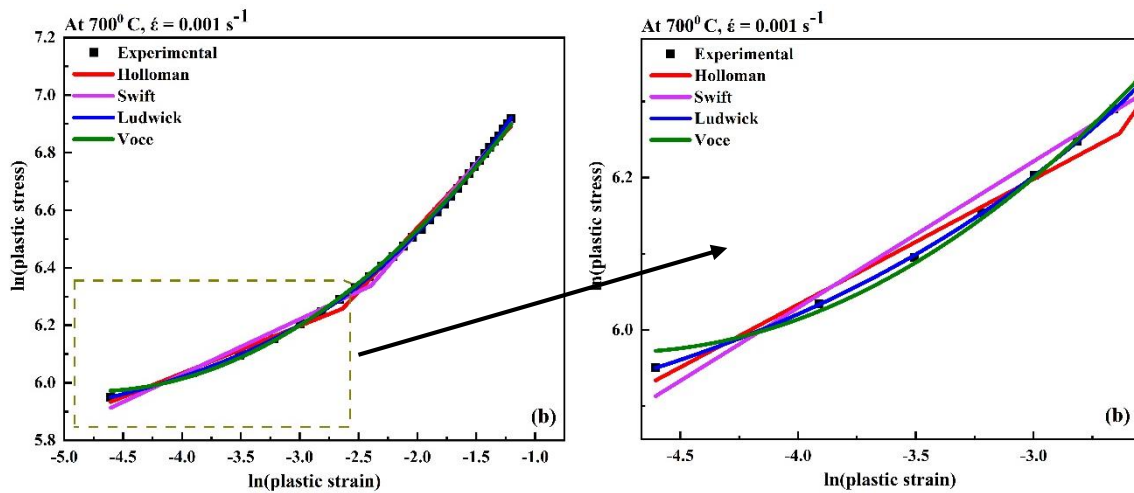 At 700⁰ C, ἕ = 0.001 s⁻¹
7.2
7.0
6.8
6.6
6.4
6.2
6.0
5.8
ln(plastic stress)
Experimental
Holloman
Swift
Ludwick
Voce
(b)
-5.0 -4.5 -4.0 -3.5 -3.0 -2.5 -2.0 -1.5 -1.0
ln(plastic strain)
At 700⁰ C, ἕ = 0.001 s⁻¹
6.2
6.0
ln(plastic stress)
Experimental
Holloman
Swift
Ludwick
Voce
(b)
-4.5 -4.0 -3.5 -3.0
ln(plastic strain)